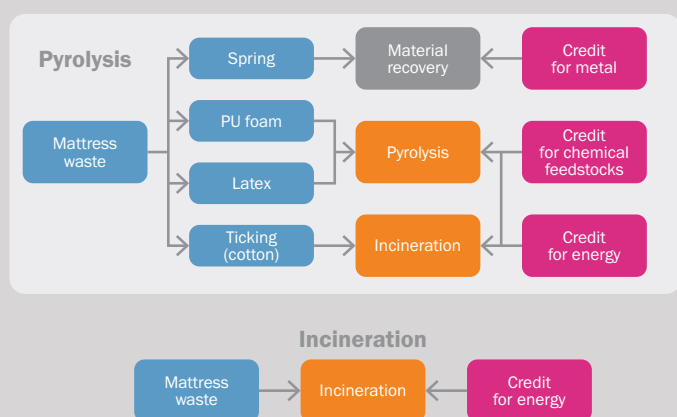 Pyrolysis
Spring
Material
recovery
Credit
for metal
PU foam
Mattress
waste
Pyrolysis
Credit
for chemical
feedstocks
Latex
Ticking
(cotton)
Incineration
Credit
for energy
Incineration
Mattress
waste
Incineration
Credit
for energy